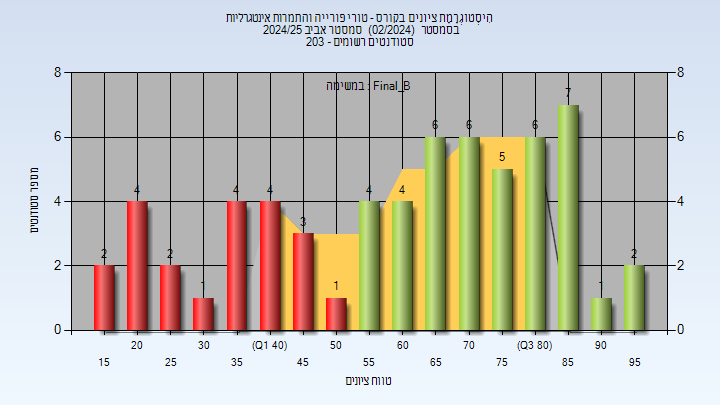 הִיסְטוֹגְרַמַת ציונים בקורס - טורי פורייה והתמרות אינטגרליות
בסמסטר (02/2024) סמסטר אביב 2024/25
סטודנטים רשומים - 203
במשימה : Final_B
מספר סטודנטים
8 8
6 6
4 4
2 2
0 0
2 4 2 1 4 4 3 1 4 4 6 6 5 6 7 1 2
20 30 (Q1 40) 50 60 70 (Q3 80) 90
15 25 35 45 55 65 75 85 95
טווח ציונים